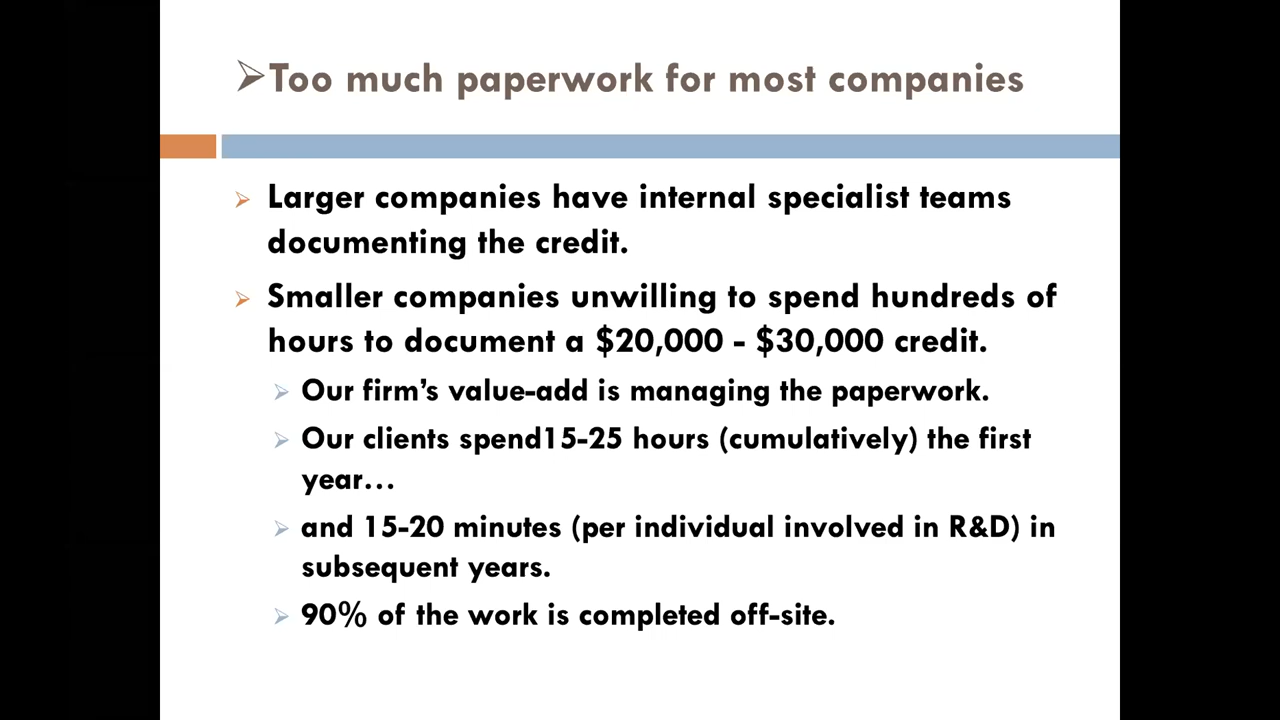 ➢Too much paperwork for most companies
➢ Larger companies have internal specialist teams
documenting the credit.
➢ Smaller companies unwilling to spend hundreds of
hours to document a $20,000 - $30,000 credit.
➢ Our firm’s value-add is managing the paperwork.
➢ Our clients spend15-25 hours (cumulatively) the first
year…
➢ and 15-20 minutes (per individual involved in R&D) in
subsequent years.
➢ 90% of the work is completed off-site.